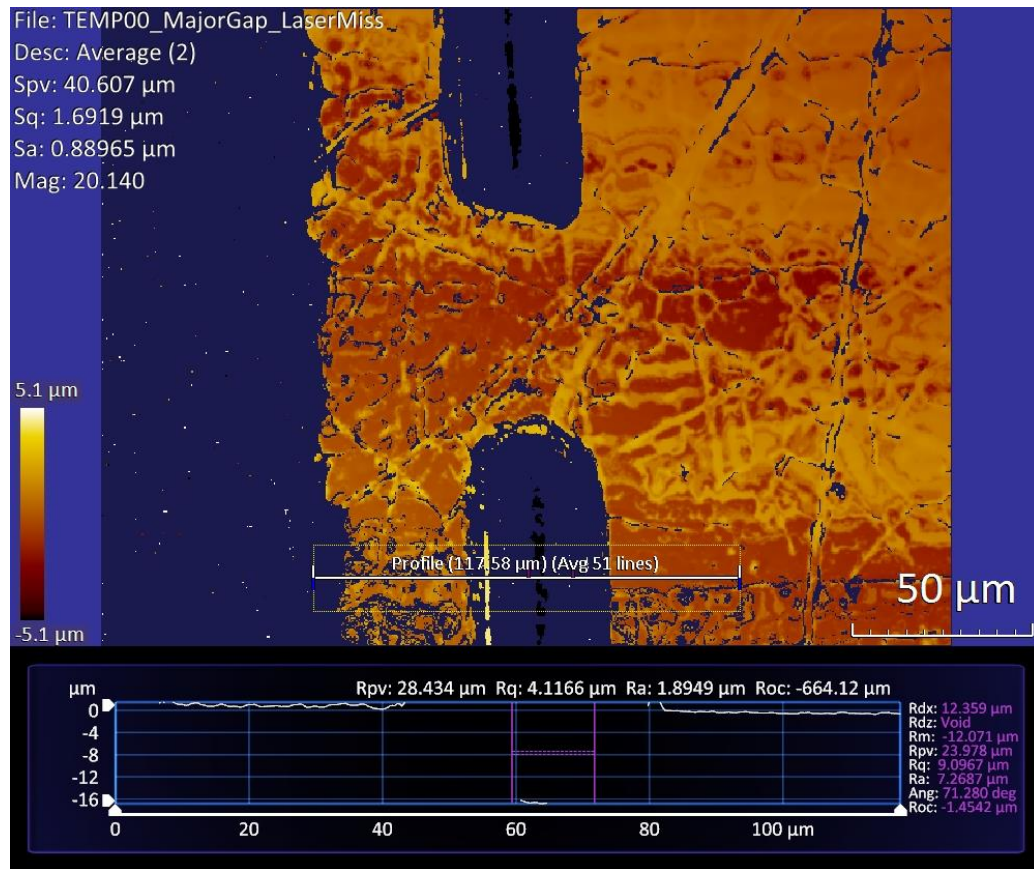 File: TEMP00_MajorGap_LaserMiss
Desc: Average (2)
Spv: 40.607 µm
Sq: 1.6919 µm
Sa: 0.88965 µm
Mag: 20.140
5.1 µm
-5.1 µm
Profile (117.58 µm) (Avg 51 lines)
50 µm
µm
Rpv: 28.434 µm Rq: 4.1166 µm Ra: 1.8949 µm Roc: -664.12 µm
0
-4
-8
-12
-16
0 20 40 60 80 100 µm
Rdx: 12.359 µm
Rdz: Void
Rm: -12.071 µm
Rpv: 23.978 µm
Rq: 9.0967 µm
Ra: 7.2687 µm
Ang: 71.280 deg
Roc: -1.4542 µm